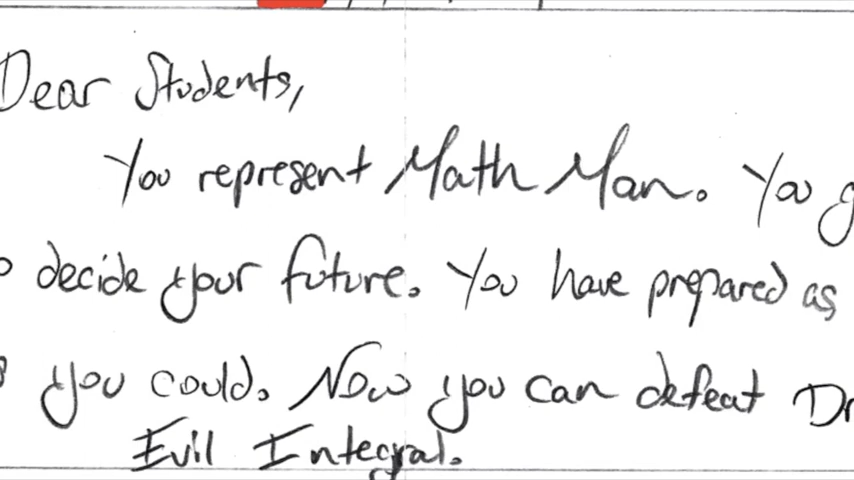 Dear Students,
You represent Math Man. You
decide your future. You have prepared as
you could. Now you can defeat Dr
Evil Integral.